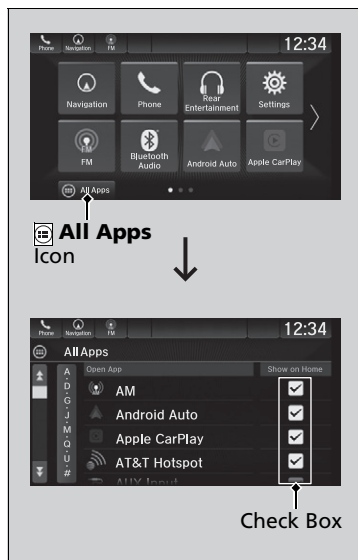 Phone Navigation FM 12:34
Navigation Phone Rear Entertainment Settings
FM Bluetooth Audio Android Auto Apple CarPlay
All Apps
All Apps
Icon
Phone Navigation FM 12:34
All Apps
Open App Show on Home
A
D
G
J
M
Q
U
#
AM
Android Auto
Apple CarPlay
AT&T Hotspot
AUX Input
Check Box